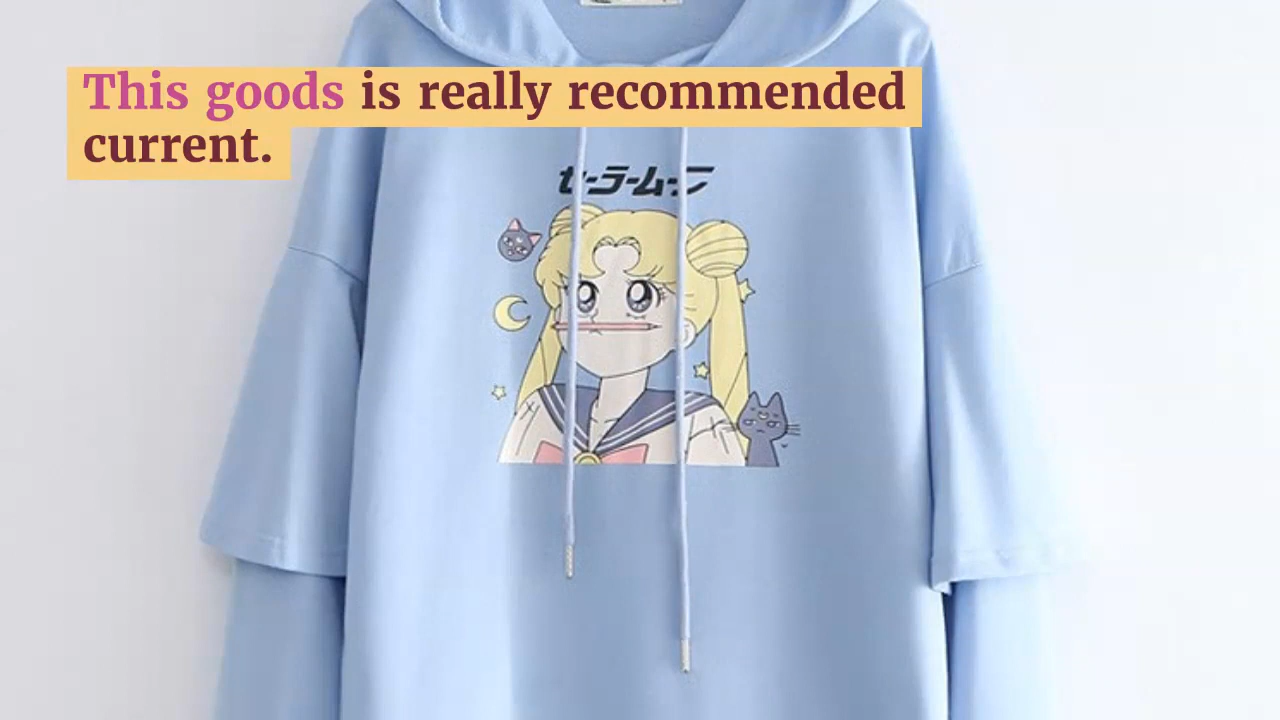 This goods is really recommended
current.
セーラームーン